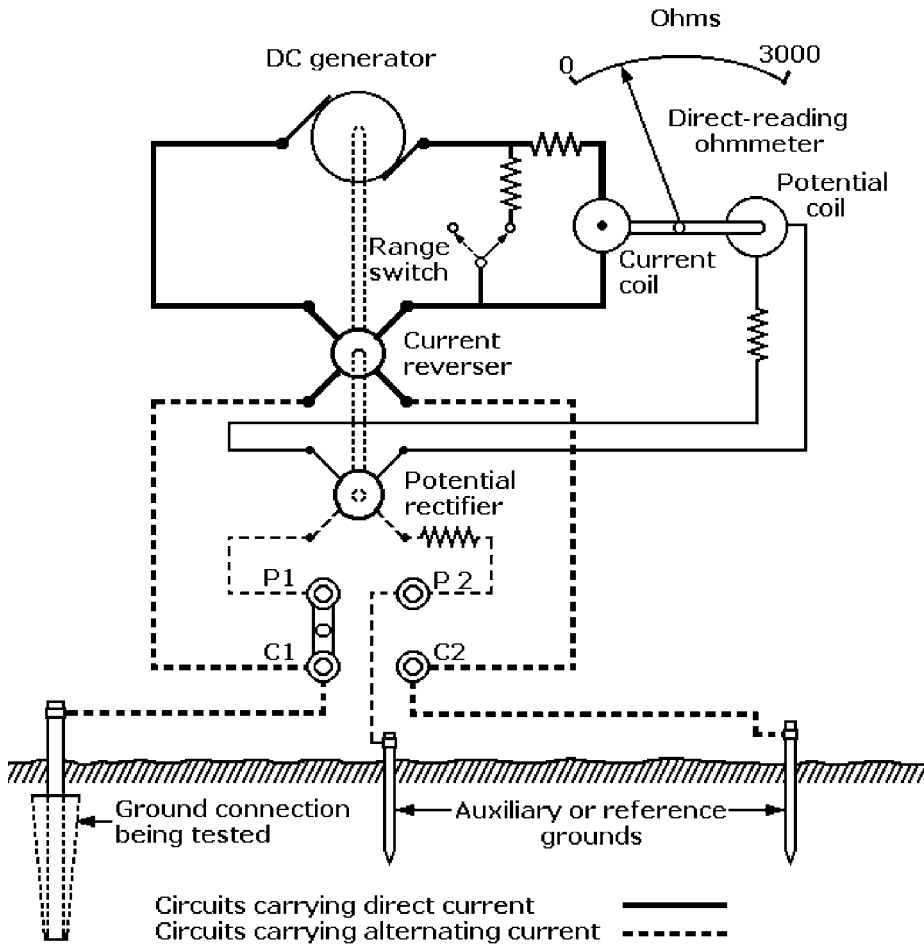 Ohms
DC generator
0
3000
Direct-reading
ohmmeter
Potential
coil
Range
switch
Current
coil
Current
reverser
Potential
rectifier
P1
P 2
C1
C2
Ground connection
being tested
Auxiliary or reference
grounds
Circuits carrying direct current
Circuits carrying alternating current